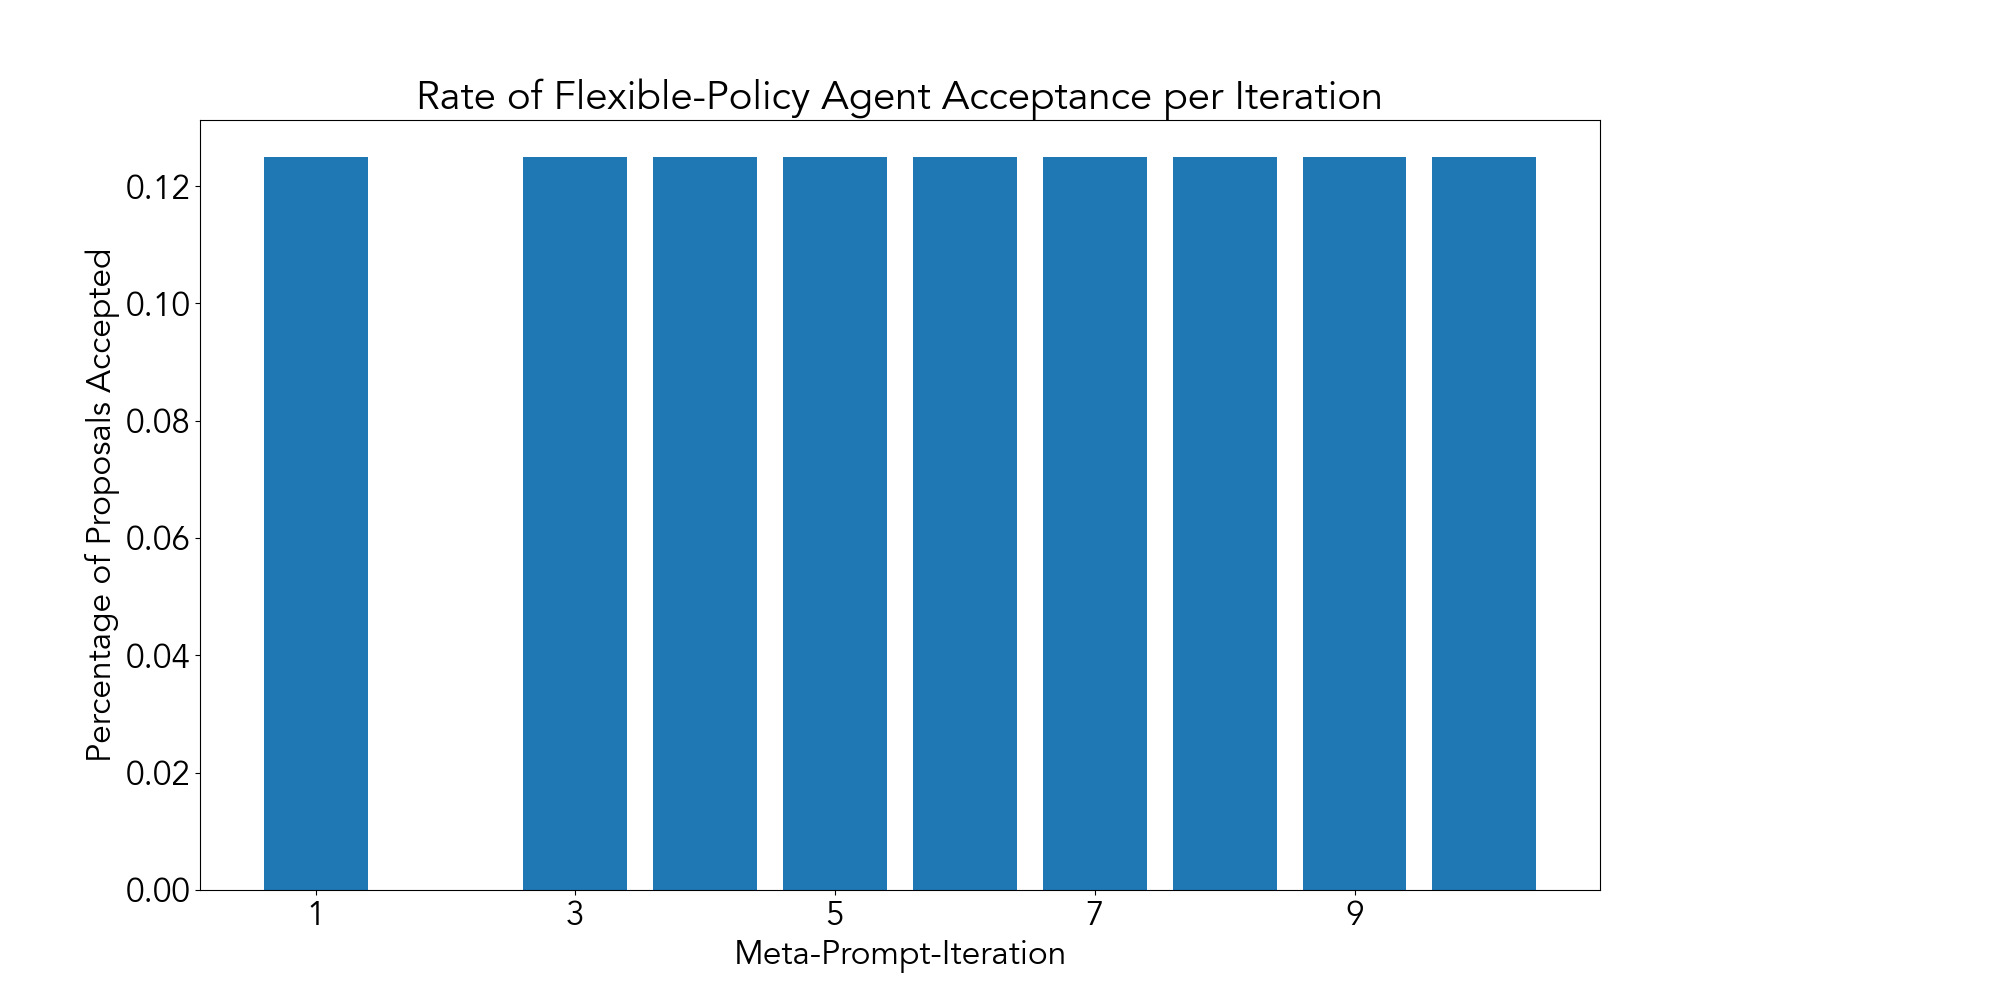 Rate of Flexible-Policy Agent Acceptance per Iteration
Percentage of Proposals Accepted
0.12
0.10
0.08
0.06
0.04
0.02
0.00
1 3 5 7 9
Meta-Prompt-Iteration